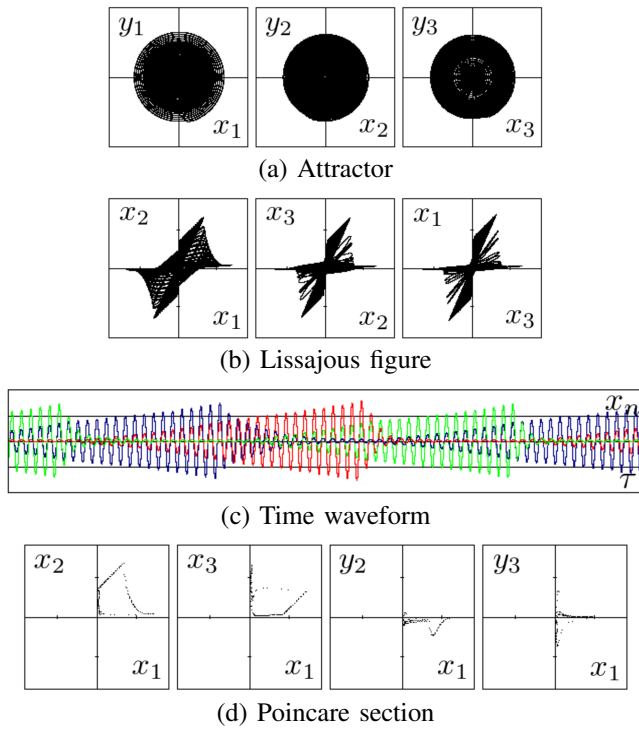 y₁ y₂ y₃
x₁ x₂ x₃
(a) Attractor
x₂ x₃ x₁
x₁ x₂ x₃
(b) Lissajous figure
xₙ
τ
(c) Time waveform
x₂ x₃ y₂ y₃
x₁ x₁ x₁ x₁
(d) Poincare section